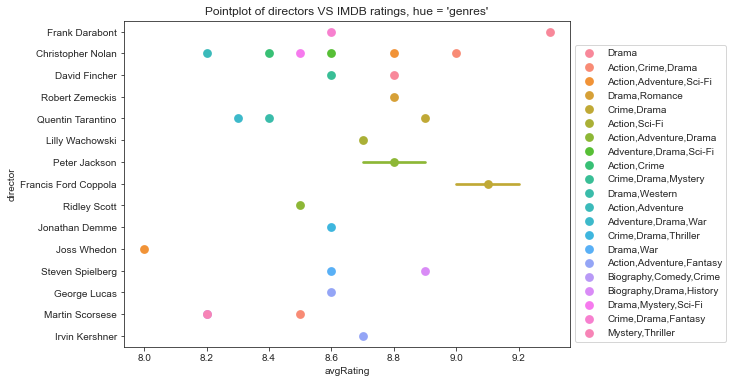 Pointplot of directors VS IMDB ratings, hue = 'genres'
director
Frank Darabont
Christopher Nolan
David Fincher
Robert Zemeckis
Quentin Tarantino
Lilly Wachowski
Peter Jackson
Francis Ford Coppola
Ridley Scott
Jonathan Demme
Joss Whedon
Steven Spielberg
George Lucas
Martin Scorsese
Irvin Kershner
8.0 8.2 8.4 8.6 8.8 9.0 9.2
avgRating
Drama
Action,Crime,Drama
Action,Adventure,Sci-Fi
Drama,Romance
Crime,Drama
Action,Sci-Fi
Action,Adventure,Drama
Adventure,Drama,Sci-Fi
Action,Crime
Crime,Drama,Mystery
Drama,Western
Action,Adventure
Adventure,Drama,War
Crime,Drama,Thriller
Drama,War
Action,Adventure,Fantasy
Biography,Comedy,Crime
Biography,Drama,History
Drama,Mystery,Sci-Fi
Crime,Drama,Fantasy
Mystery,Thriller